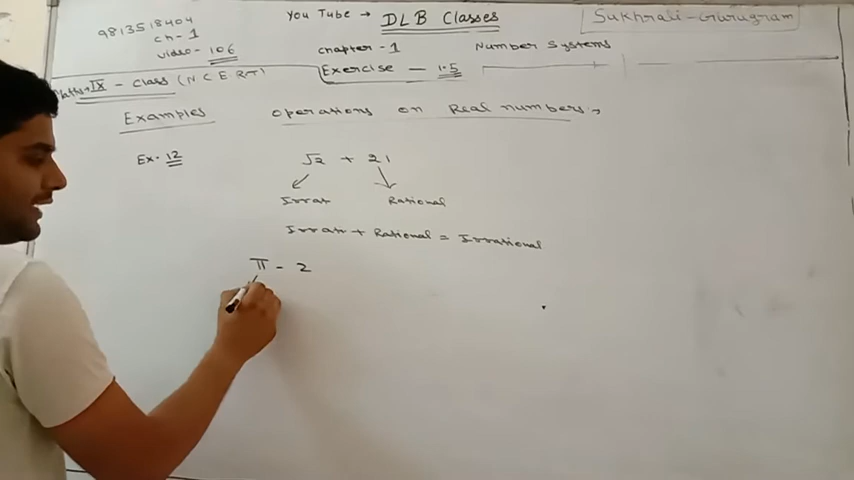 9813518404
ch-1
video-106
You Tube → DLB Classes
Sukhrali-Gurugram
chapter-1
Number Systems
Maths-IX-class (N C E R T)
Exercise - 1.5
Examples
operations on Real numbers →
Ex-12
√2 + 21
Irrat
Rational
Irrat + Rational = Irrational
π - 2